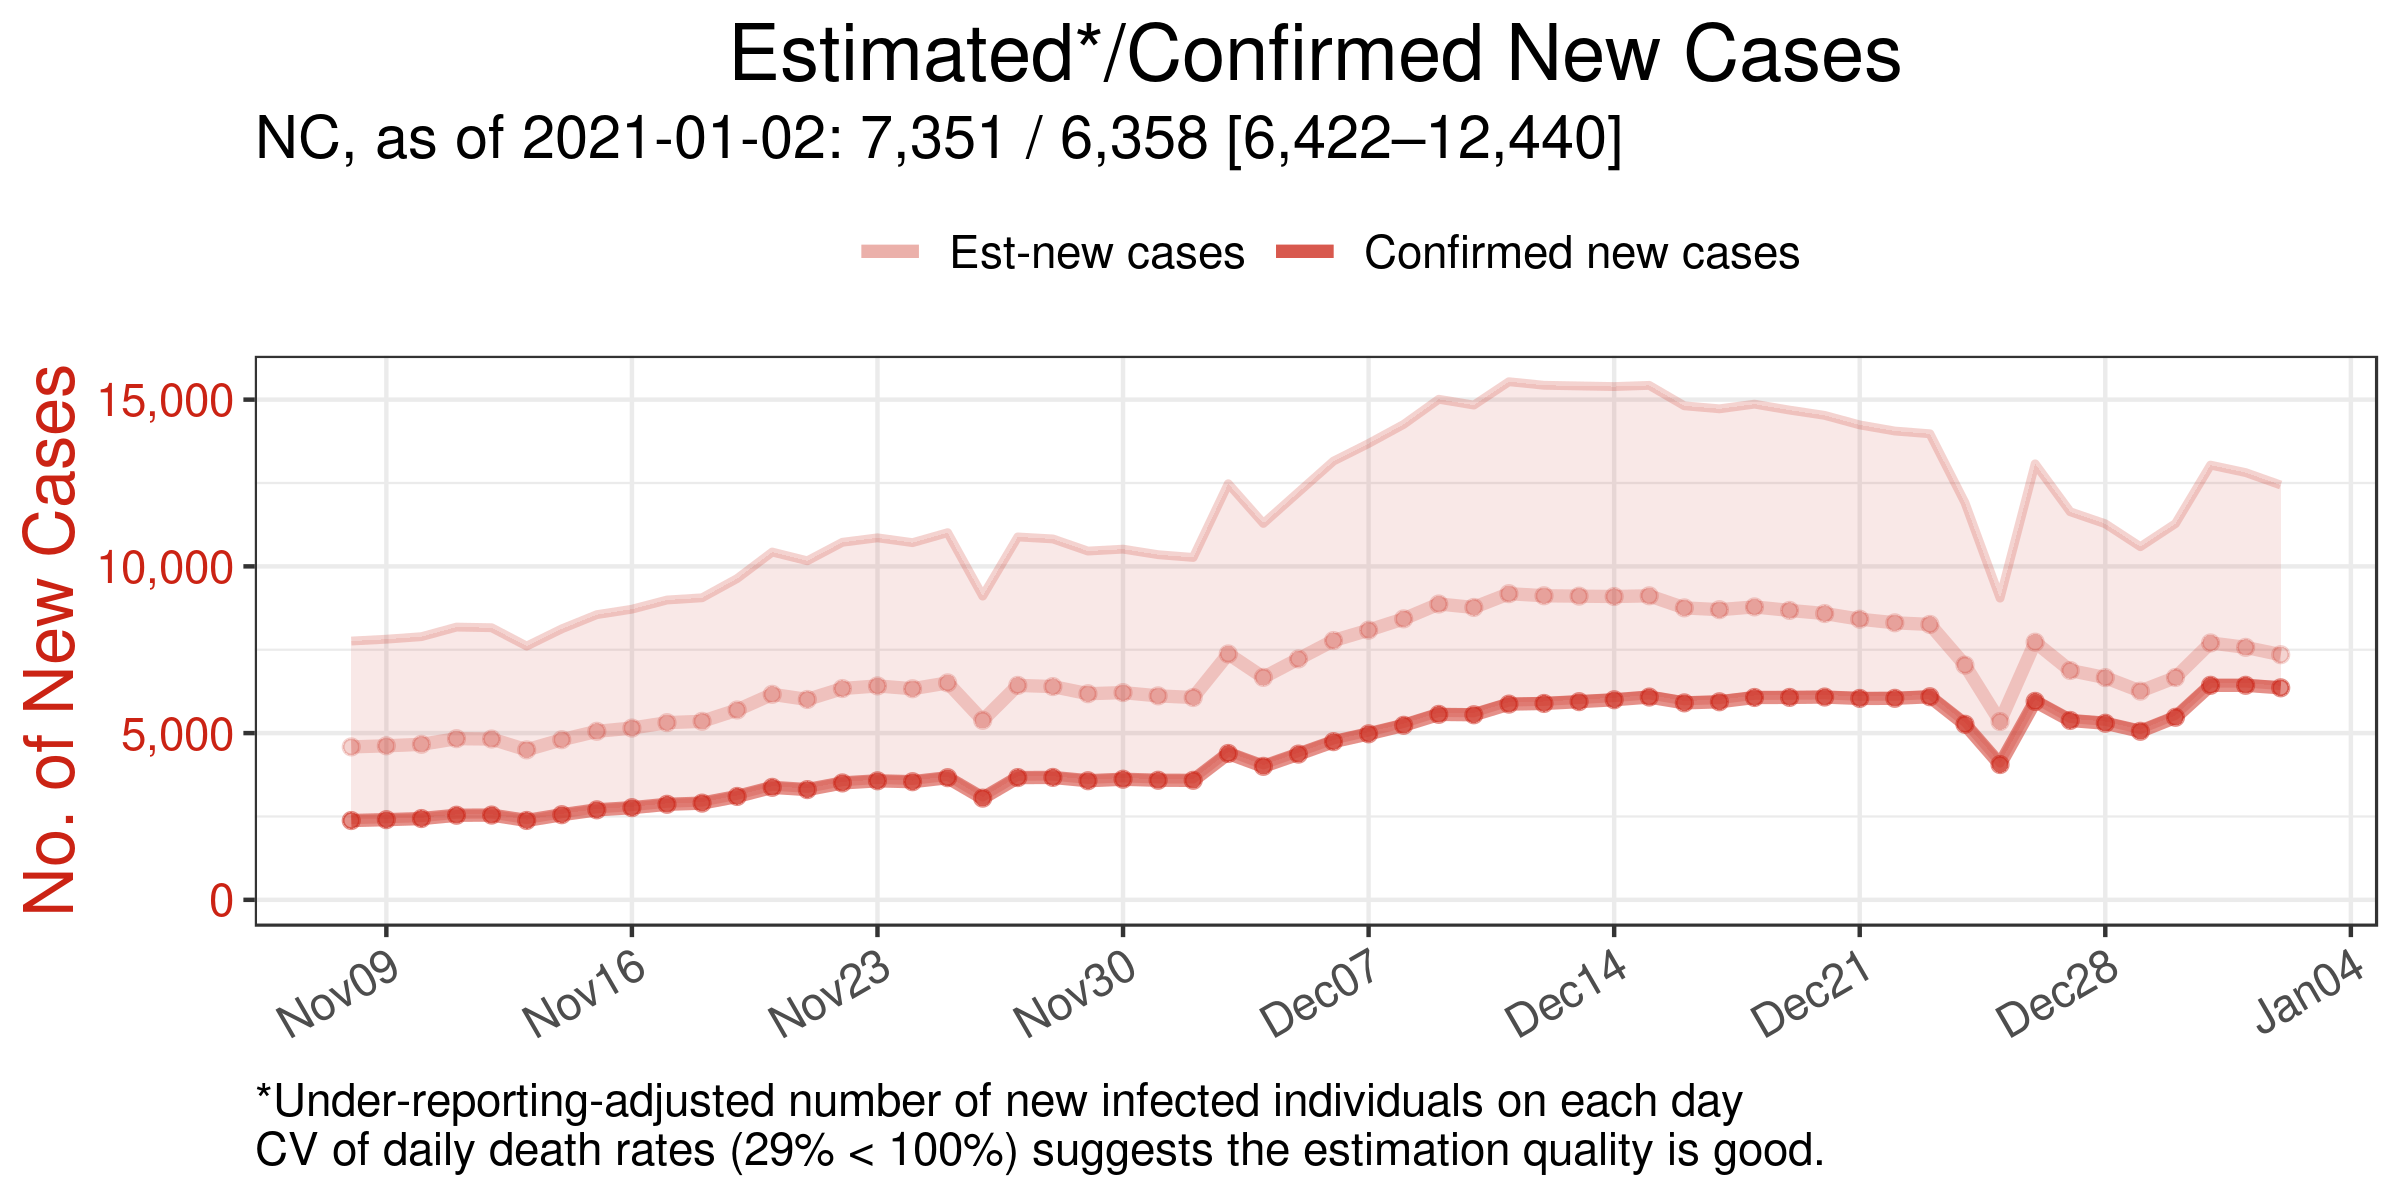 Estimated*/Confirmed New Cases
NC, as of 2021-01-02: 7,351 / 6,358 [6,422–12,440]
Est-new cases
Confirmed new cases
No. of New Cases
15,000
10,000
5,000
0
Nov09
Nov16
Nov23
Nov30
Dec07
Dec14
Dec21
Dec28
Jan04
*Under-reporting-adjusted number of new infected individuals on each day
CV of daily death rates (29% < 100%) suggests the estimation quality is good.